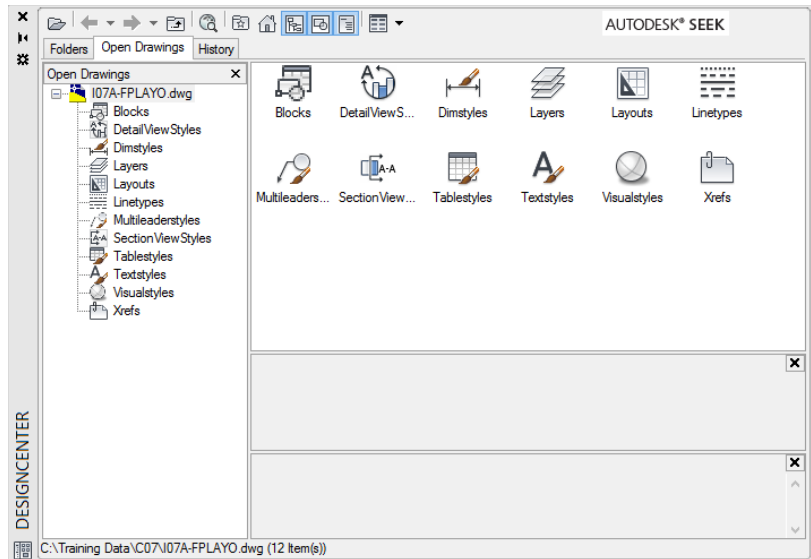 AUTODESK® SEEK
Folders Open Drawings History
Open Drawings
I07A-FPLAYO.dwg
Blocks
DetailViewStyles
Dimstyles
Layers
Layouts
Linetypes
Multileaderstyles
SectionViewStyles
Tablestyles
Textstyles
Visualstyles
Xrefs
Blocks DetailViewS... Dimstyles Layers Layouts Linetypes
A-A
Multileaders... SectionView... Tablestyles Textstyles Visualstyles Xrefs
DESIGNCENTER
C:\Training Data\C07\I07A-FPLAYO.dwg (12 Item(s))